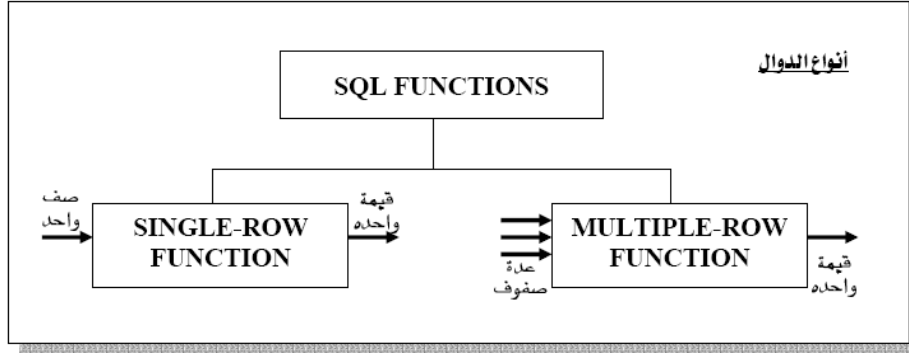 أنواع الدوال
SQL FUNCTIONS
صف
واحد
SINGLE-ROW
FUNCTION
قيمة
واحده
عدة
صفوف
MULTIPLE-ROW
FUNCTION
قيمة
واحده